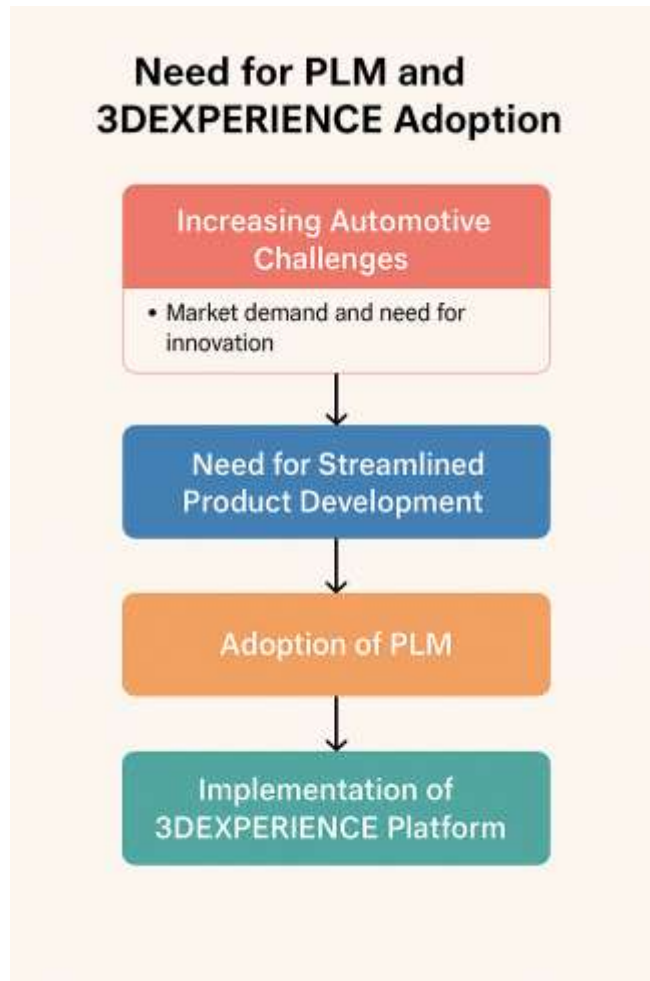 Need for PLM and
3DEXPERIENCE Adoption
Increasing Automotive
Challenges
• Market demand and need for
innovation
Need for Streamlined
Product Development
Adoption of PLM
Implementation of
3DEXPERIENCE Platform